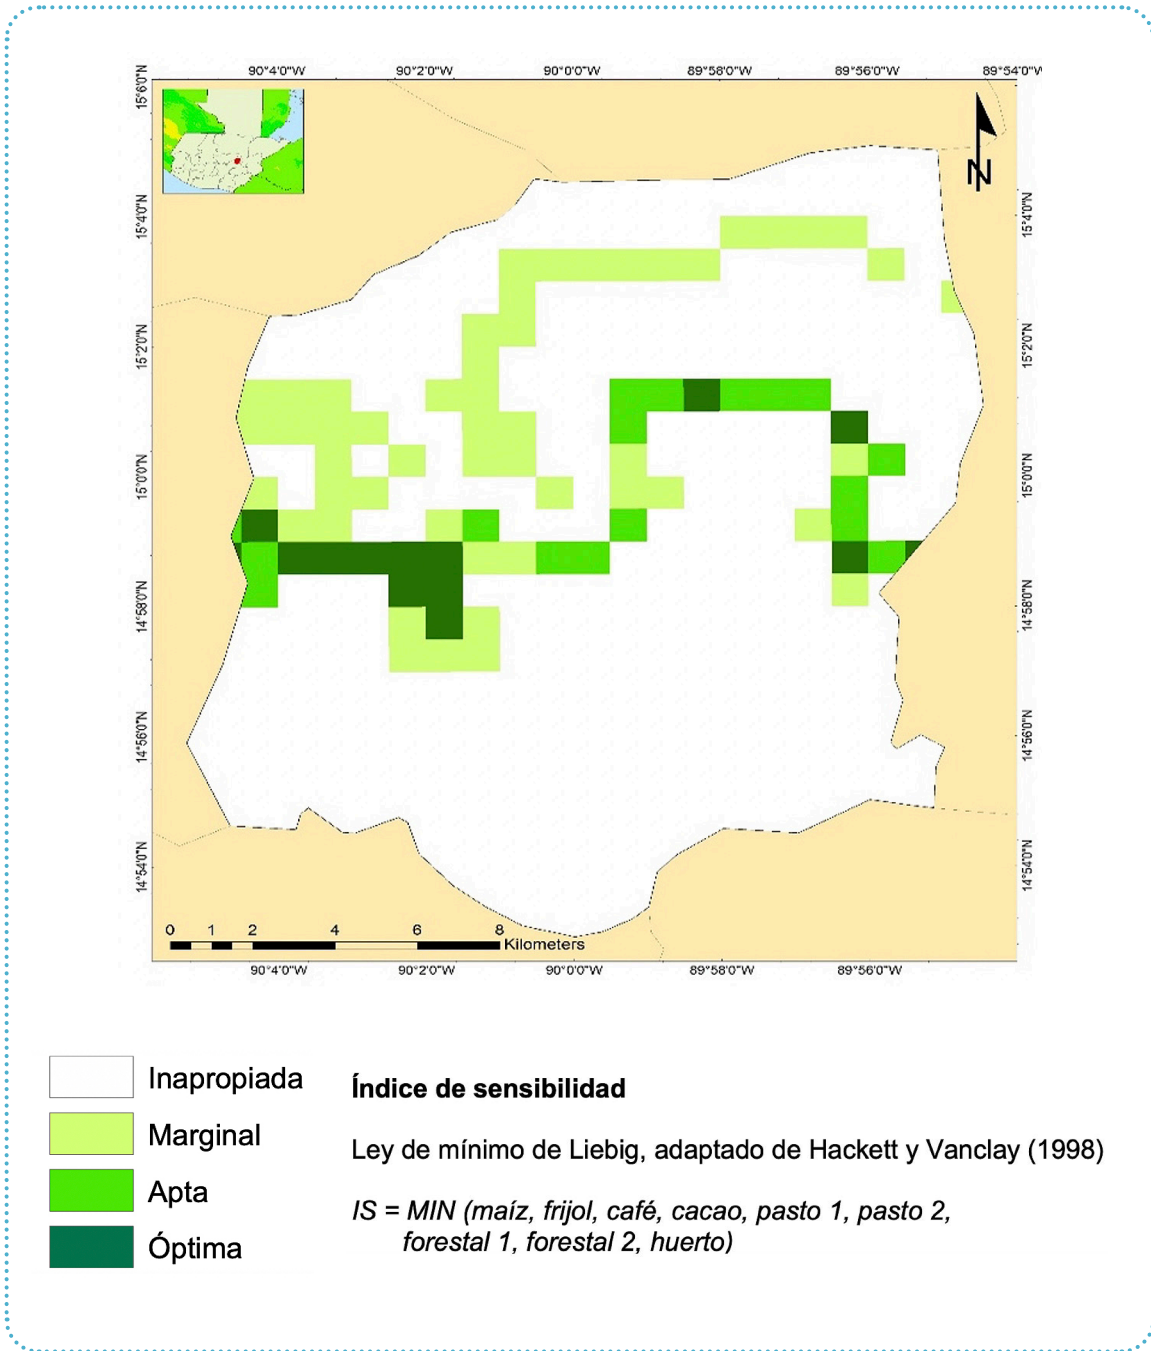 90°4'0"W 90°2'0"W 90°0'0"W 89°58'0"W 89°56'0"W 89°54'0"W
15°6'0"N
15°4'0"N 15°4'0"N
15°2'0"N 15°2'0"N
15°0'0"N 15°0'0"N
14°58'0"N 14°58'0"N
14°56'0"N 14°56'0"N
14°54'0"N 14°54'0"N
N
0 1 2 4 6 8
Kilometers
90°4'0"W 90°2'0"W 90°0'0"W 89°58'0"W 89°56'0"W
Inapropiada
Marginal
Apta
Óptima
Índice de sensibilidad
Ley de mínimo de Liebig, adaptado de Hackett y Vanclay (1998)
IS = MIN (maíz, frijol, café, cacao, pasto 1, pasto 2,
forestal 1, forestal 2, huerto)